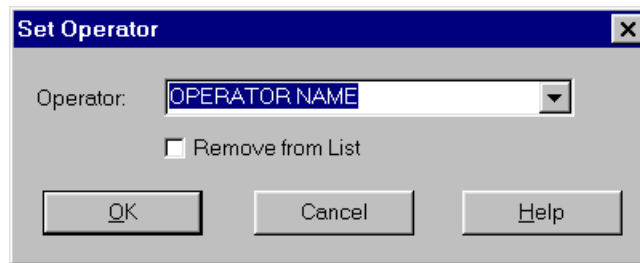 Set Operator
Operator: OPERATOR NAME
Remove from List
OK Cancel Help